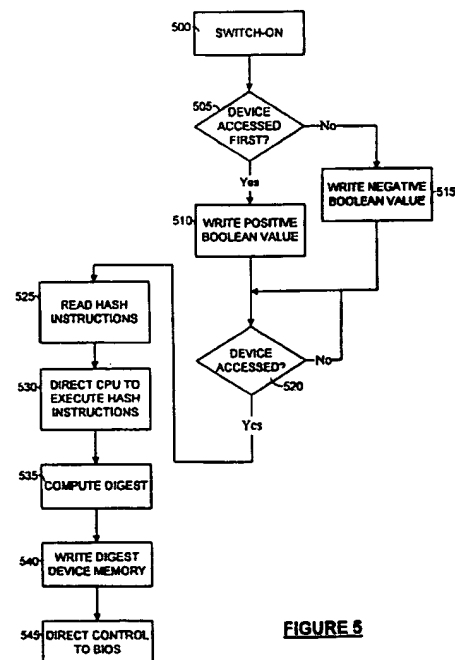 500
SWITCH-ON
505
DEVICE
ACCESSED
FIRST?
No
Yes
510
WRITE POSITIVE
BOOLEAN VALUE
WRITE NEGATIVE
BOOLEAN VALUE
515
525
READ HASH
INSTRUCTIONS
DEVICE
ACCESSED?
520
No
Yes
530
DIRECT CPU TO
EXECUTE HASH
INSTRUCTIONS
535
COMPUTE DIGEST
540
WRITE DIGEST
DEVICE MEMORY
545
DIRECT CONTROL
TO BIOS
FIGURE 5